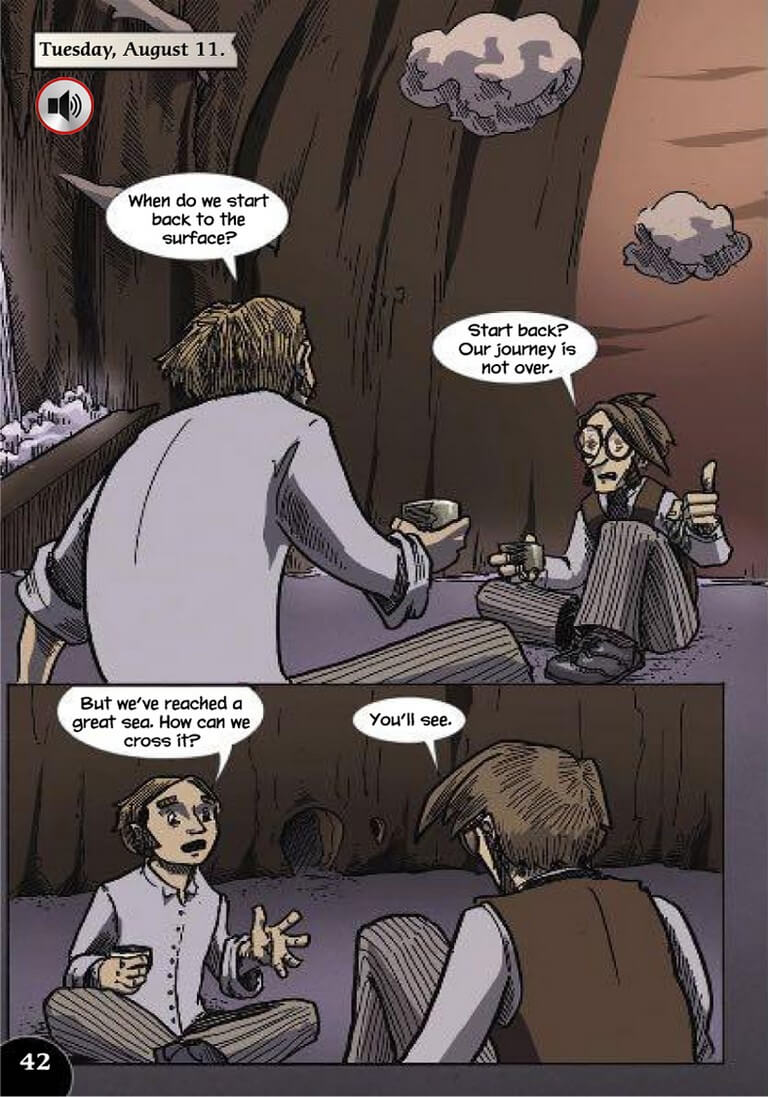 Tuesday, August 11.
When do we start
back to the
surface?
Start back?
Our journey is
not over.
But we've reached a
great sea. How can we
cross it?
You'll see.
42